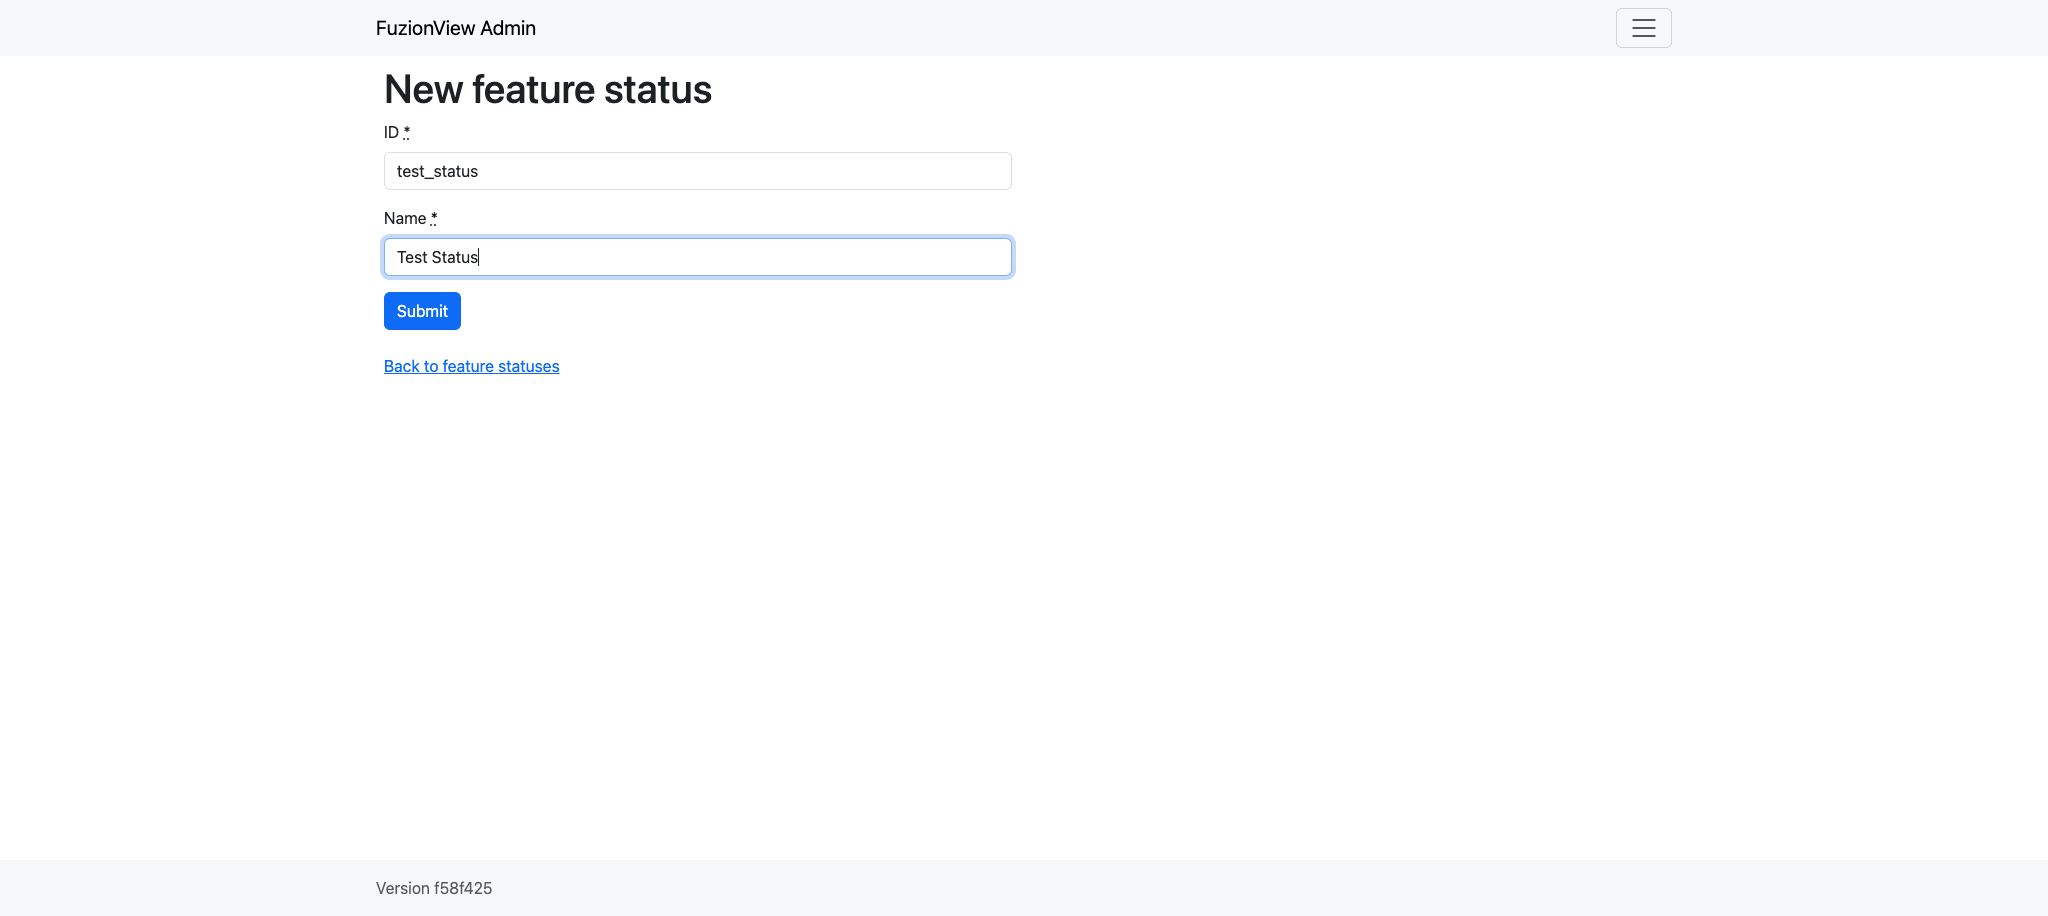 FuzionView Admin
New feature status
ID *
test_status
Name *
Test Status
Submit
Back to feature statuses
Version f58f425